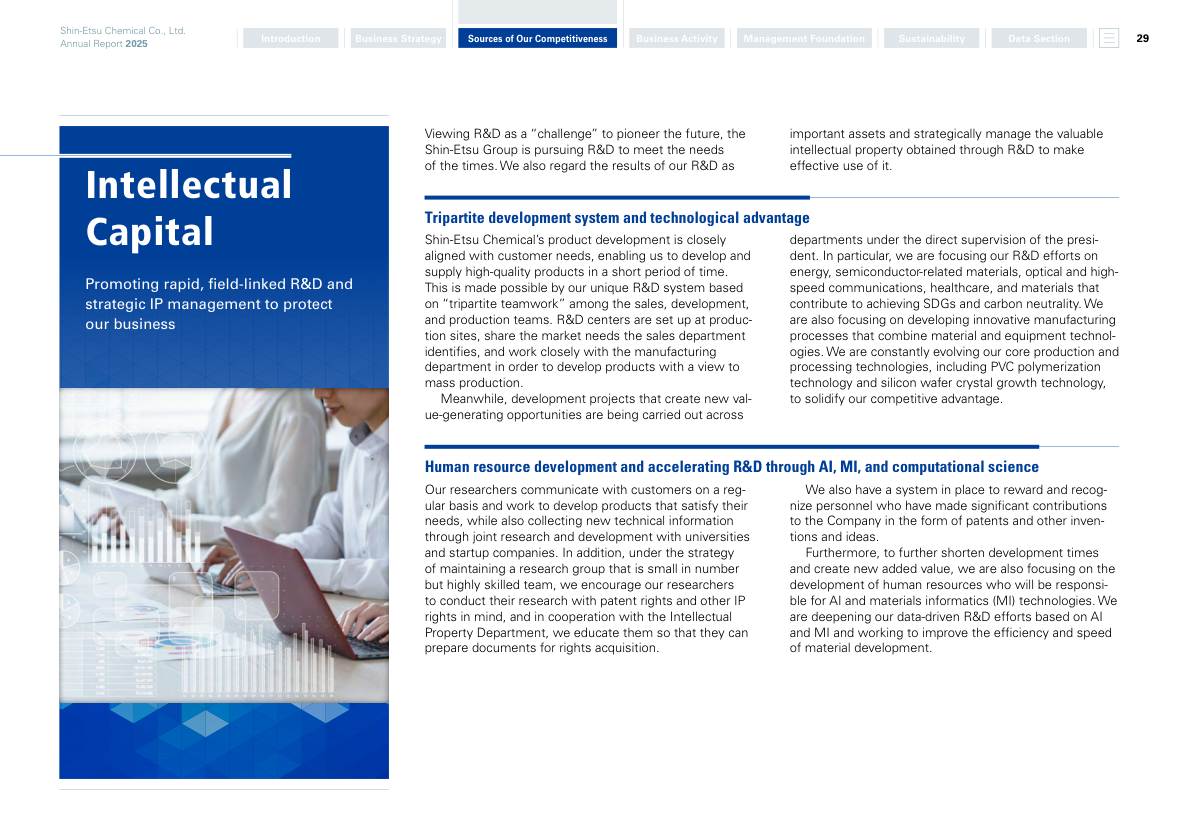 Shin-Etsu Chemical Co., Ltd.
Annual Report 2025
Introduction
Business Strategy
Sources of Our Competitiveness
Business Activity
Management Foundation
Sustainability
Data Section
29
Intellectual
Capital
Promoting rapid, field-linked R&D and
strategic IP management to protect
our business
Viewing R&D as a “challenge” to pioneer the future, the
Shin-Etsu Group is pursuing R&D to meet the needs
of the times. We also regard the results of our R&D as
important assets and strategically manage the valuable
intellectual property obtained through R&D to make
effective use of it.
Tripartite development system and technological advantage
Shin-Etsu Chemical’s product development is closely
aligned with customer needs, enabling us to develop and
supply high-quality products in a short period of time.
This is made possible by our unique R&D system based
on “tripartite teamwork” among the sales, development,
and production teams. R&D centers are set up at produc-
tion sites, share the market needs the sales department
identifies, and work closely with the manufacturing
department in order to develop products with a view to
mass production.
Meanwhile, development projects that create new val-
ue-generating opportunities are being carried out across
departments under the direct supervision of the presi-
dent. In particular, we are focusing our R&D efforts on
energy, semiconductor-related materials, optical and high-
speed communications, healthcare, and materials that
contribute to achieving SDGs and carbon neutrality. We
are also focusing on developing innovative manufacturing
processes that combine material and equipment technol-
ogies. We are constantly evolving our core production and
processing technologies, including PVC polymerization
technology and silicon wafer crystal growth technology,
to solidify our competitive advantage.
Human resource development and accelerating R&D through AI, MI, and computational science
Our researchers communicate with customers on a reg-
ular basis and work to develop products that satisfy their
needs, while also collecting new technical information
through joint research and development with universities
and startup companies. In addition, under the strategy
of maintaining a research group that is small in number
but highly skilled team, we encourage our researchers
to conduct their research with patent rights and other IP
rights in mind, and in cooperation with the Intellectual
Property Department, we educate them so that they can
prepare documents for rights acquisition.
We also have a system in place to reward and recog-
nize personnel who have made significant contributions
to the Company in the form of patents and other inven-
tions and ideas.
Furthermore, to further shorten development times
and create new added value, we are also focusing on the
development of human resources who will be responsi-
ble for AI and materials informatics (MI) technologies. We
are deepening our data-driven R&D efforts based on AI
and MI and working to improve the efficiency and speed
of material development.